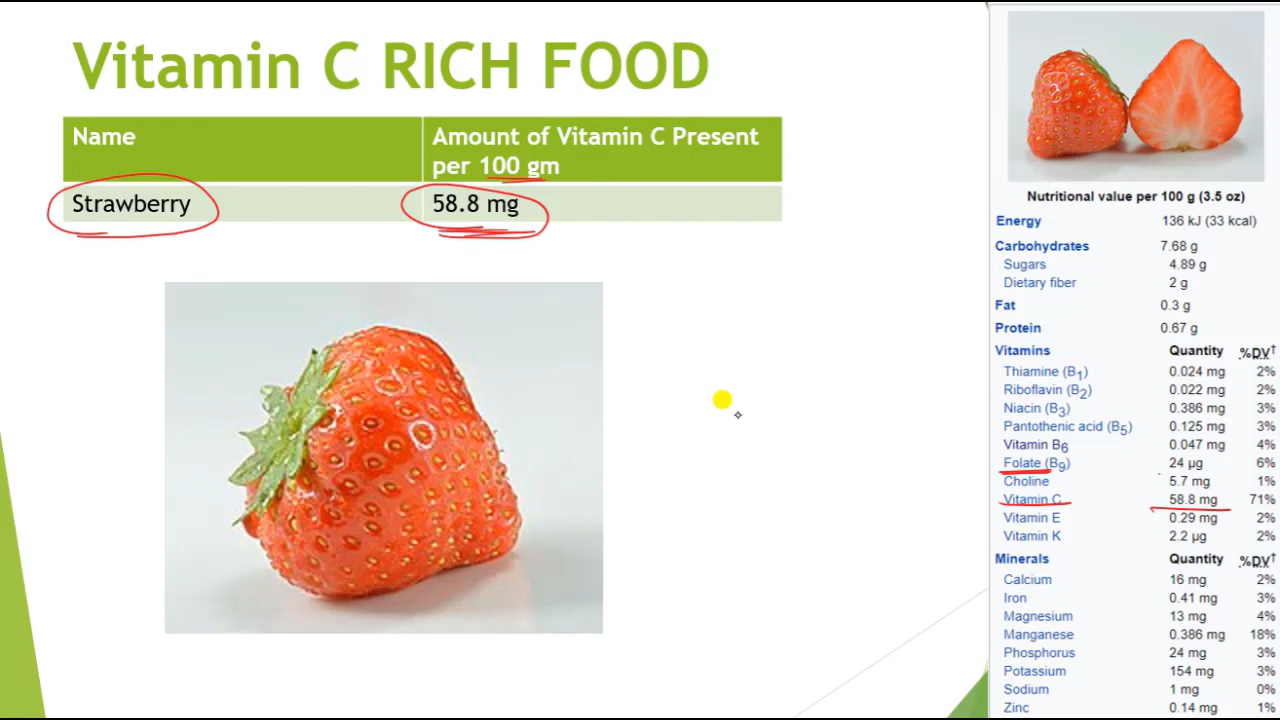 Vitamin C RICH FOOD
Name
Amount of Vitamin C Present
per 100 gm
Strawberry
58.8 mg
Nutritional value per 100 g (3.5 oz)
Energy 136 kJ (33 kcal)
Carbohydrates 7.68 g
Sugars 4.89 g
Dietary fiber 2 g
Fat 0.3 g
Protein 0.67 g
Vitamins Quantity %DV†
Thiamine (B1) 0.024 mg 2%
Riboflavin (B2) 0.022 mg 2%
Niacin (B3) 0.386 mg 3%
Pantothenic acid (B5) 0.125 mg 3%
Vitamin B6 0.047 mg 4%
Folate (B9) 24 μg 6%
Choline 5.7 mg 1%
Vitamin C 58.8 mg 71%
Vitamin E 0.29 mg 2%
Vitamin K 2.2 μg 2%
Minerals Quantity %DV†
Calcium 16 mg 2%
Iron 0.41 mg 3%
Magnesium 13 mg 4%
Manganese 0.386 mg 18%
Phosphorus 24 mg 3%
Potassium 154 mg 3%
Sodium 1 mg 0%
Zinc 0.14 mg 1%